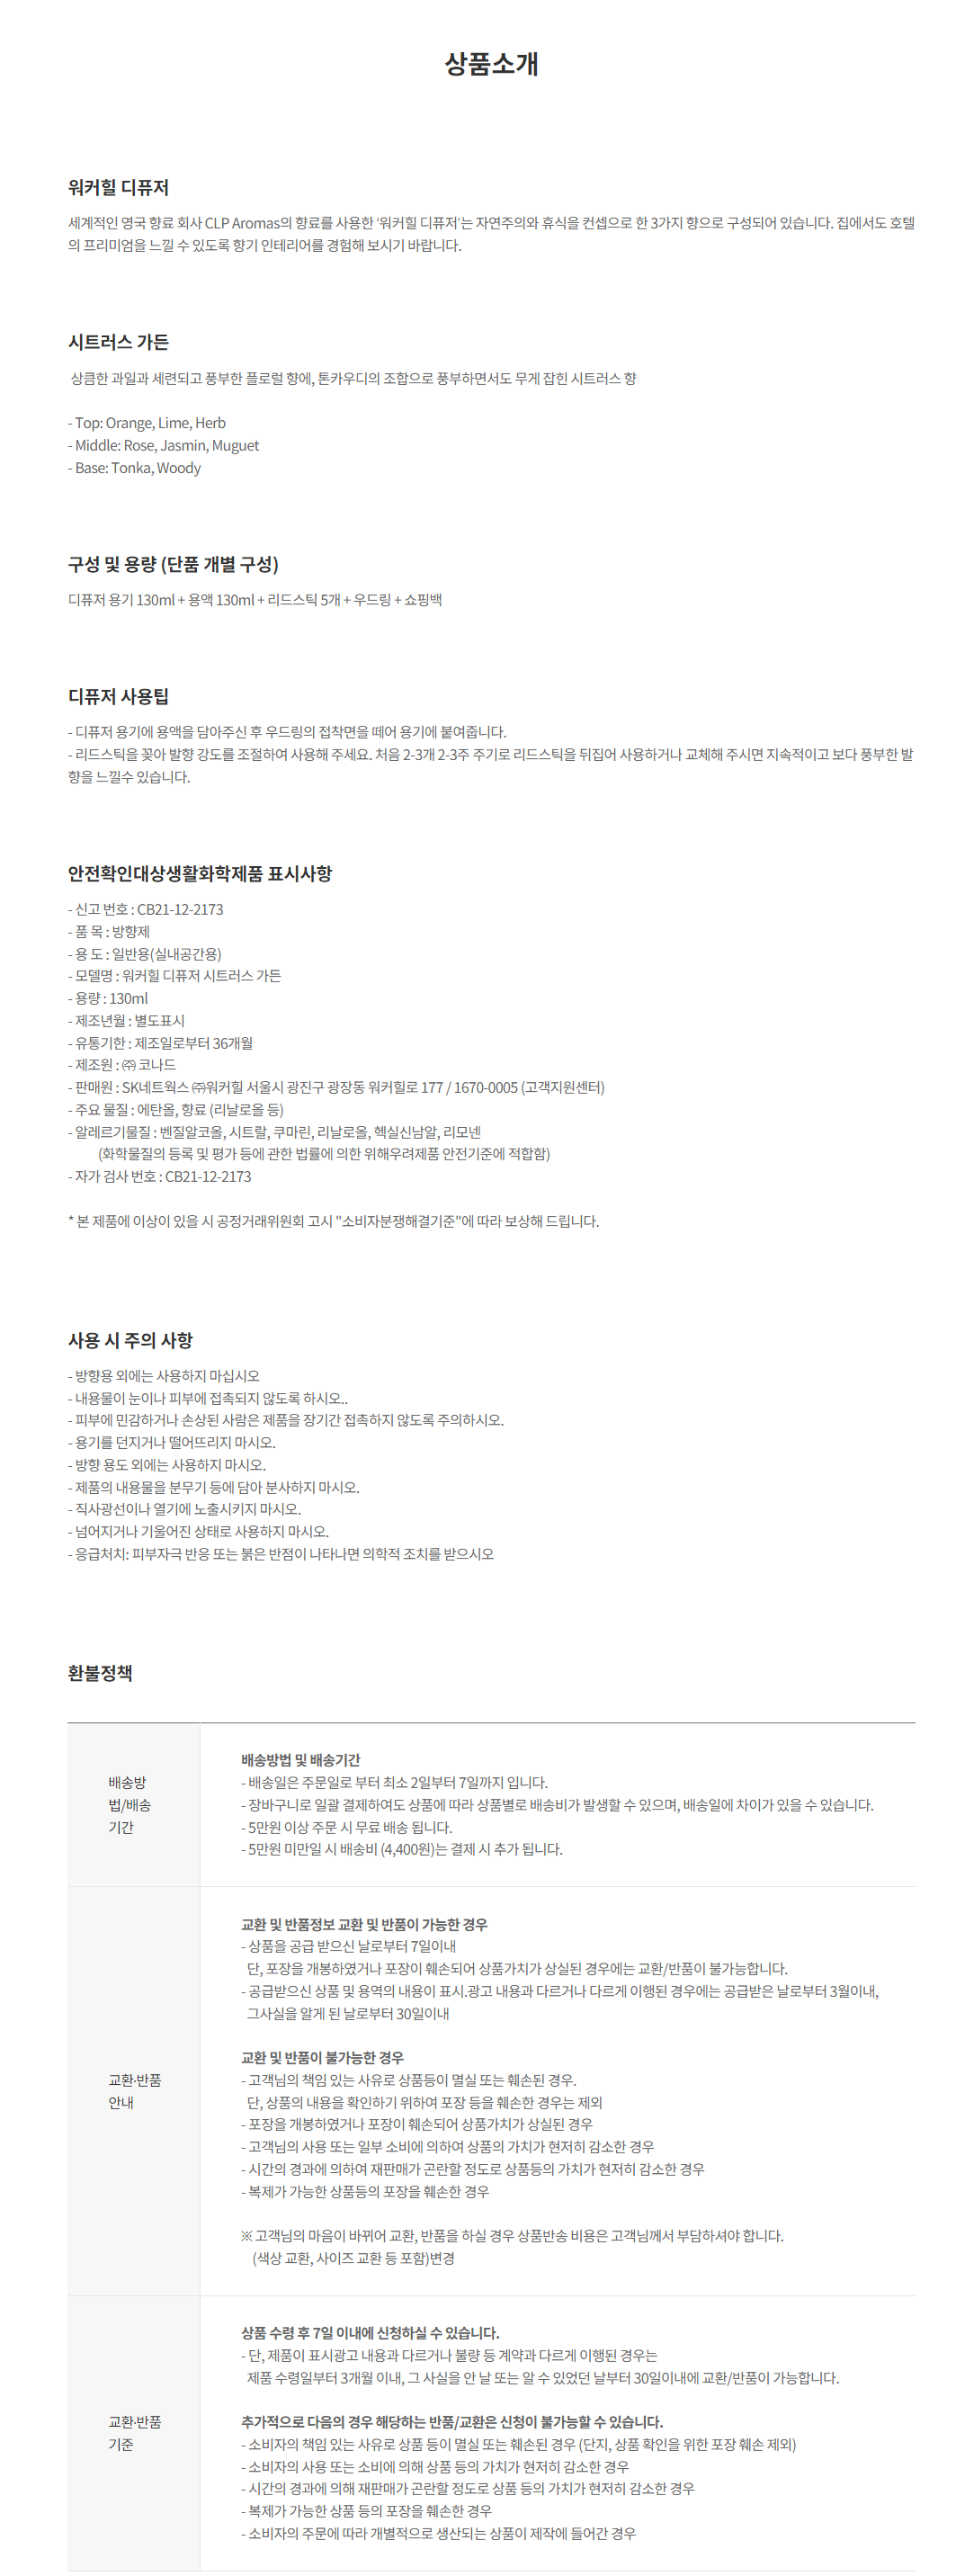 상품소개
워커힐 디퓨저
세계적인 영국 향료 회사 CLP Aromas의 향료를 사용한 '워커힐 디퓨저'는 자연주의와 휴식을 컨셉으로 한 3가지 향으로 구성되어 있습니다. 집에서도 호텔
의 프리미엄을 느낄 수 있도록 향기 인테리어를 경험해 보시기 바랍니다.
시트러스 가든
상큼한 과일과 세련되고 풍부한 플로럴 향에, 톤카우디의 조합으로 풍부하면서도 무게 잡힌 시트러스 향
- Top: Orange, Lime, Herb
- Middle: Rose, Jasmin, Muguet
- Base: Tonka, Woody
구성 및 용량 (단품 개별 구성)
디퓨저 용기 130ml + 용액 130ml + 리드스틱 5개 + 우드링 + 쇼핑백
디퓨저 사용팁
- 디퓨저 용기에 용액을 담아주신 후 우드링의 접착면을 떼어 용기에 붙여줍니다.
- 리드스틱을 꽂아 발향 강도를 조절하여 사용해 주세요. 처음 2-3개 2-3주 주기로 리드스틱을 뒤집어 사용하거나 교체해 주시면 지속적이고 보다 풍부한 발
향을 느낄수 있습니다.
안전확인대상생활화학제품 표시사항
- 신고 번호 : CB21-12-2173
- 품 목 : 방향제
- 용 도 : 일반용(실내공간용)
- 모델명 : 워커힐 디퓨저 시트러스 가든
- 용량 : 130ml
- 제조년월 : 별도표시
- 유통기한 : 제조일로부터 36개월
- 제조원 : ㈜ 코나드
- 판매원 : SK네트웍스 ㈜워커힐 서울시 광진구 광장동 워커힐로 177 / 1670-0005 (고객지원센터)
- 주요 물질 : 에탄올, 향료 (리날로올 등)
- 알레르기물질 : 벤질알코올, 시트랄, 쿠마린, 리날로올, 헥실신남알, 리모넨
(화학물질의 등록 및 평가 등에 관한 법률에 의한 위해우려제품 안전기준에 적합함)
- 자가 검사 번호 : CB21-12-2173
* 본 제품에 이상이 있을 시 공정거래위원회 고시 "소비자분쟁해결기준"에 따라 보상해 드립니다.
사용 시 주의 사항
- 방향용 외에는 사용하지 마십시오
- 내용물이 눈이나 피부에 접촉되지 않도록 하시오..
- 피부에 민감하거나 손상된 사람은 제품을 장기간 접촉하지 않도록 주의하시오.
- 용기를 던지거나 떨어뜨리지 마시오.
- 방향 용도 외에는 사용하지 마시오.
- 제품의 내용물을 분무기 등에 담아 분사하지 마시오.
- 직사광선이나 열기에 노출시키지 마시오.
- 넘어지거나 기울어진 상태로 사용하지 마시오.
- 응급처치: 피부자극 반응 또는 붉은 반점이 나타나면 의학적 조치를 받으시오
환불정책
배송방
법/배송
기간
배송방법 및 배송기간
- 배송일은 주문일로 부터 최소 2일부터 7일까지 입니다.
- 장바구니로 일괄 결제하여도 상품에 따라 상품별로 배송비가 발생할 수 있으며, 배송일에 차이가 있을 수 있습니다.
- 5만원 이상 주문 시 무료 배송 됩니다.
- 5만원 미만일 시 배송비 (4,400원)는 결제 시 추가 됩니다.
교환·반품
안내
교환 및 반품정보 교환 및 반품이 가능한 경우
- 상품을 공급 받으신 날로부터 7일이내
단, 포장을 개봉하였거나 포장이 훼손되어 상품가치가 상실된 경우에는 교환/반품이 불가능합니다.
- 공급받으신 상품 및 용역의 내용이 표시.광고 내용과 다르거나 다르게 이행된 경우에는 공급받은 날로부터 3월이내,
그사실을 알게 된 날로부터 30일이내
교환 및 반품이 불가능한 경우
- 고객님의 책임 있는 사유로 상품등이 멸실 또는 훼손된 경우.
단, 상품의 내용을 확인하기 위하여 포장 등을 훼손한 경우는 제외
- 포장을 개봉하였거나 포장이 훼손되어 상품가치가 상실된 경우
- 고객님의 사용 또는 일부 소비에 의하여 상품의 가치가 현저히 감소한 경우
- 시간의 경과에 의하여 재판매가 곤란할 정도로 상품등의 가치가 현저히 감소한 경우
- 복제가 가능한 상품등의 포장을 훼손한 경우
※ 고객님의 마음이 바뀌어 교환, 반품을 하실 경우 상품반송 비용은 고객님께서 부담하셔야 합니다.
(색상 교환, 사이즈 교환 등 포함)변경
교환·반품
기준
상품 수령 후 7일 이내에 신청하실 수 있습니다.
- 단, 제품이 표시광고 내용과 다르거나 불량 등 계약과 다르게 이행된 경우는
제품 수령일부터 3개월 이내, 그 사실을 안 날 또는 알 수 있었던 날부터 30일이내에 교환/반품이 가능합니다.
추가적으로 다음의 경우 해당하는 반품/교환은 신청이 불가능할 수 있습니다.
- 소비자의 책임 있는 사유로 상품 등이 멸실 또는 훼손된 경우 (단지, 상품 확인을 위한 포장 훼손 제외)
- 소비자의 사용 또는 소비에 의해 상품 등의 가치가 현저히 감소한 경우
- 시간의 경과에 의해 재판매가 곤란할 정도로 상품 등의 가치가 현저히 감소한 경우
- 복제가 가능한 상품 등의 포장을 훼손한 경우
- 소비자의 주문에 따라 개별적으로 생산되는 상품이 제작에 들어간 경우